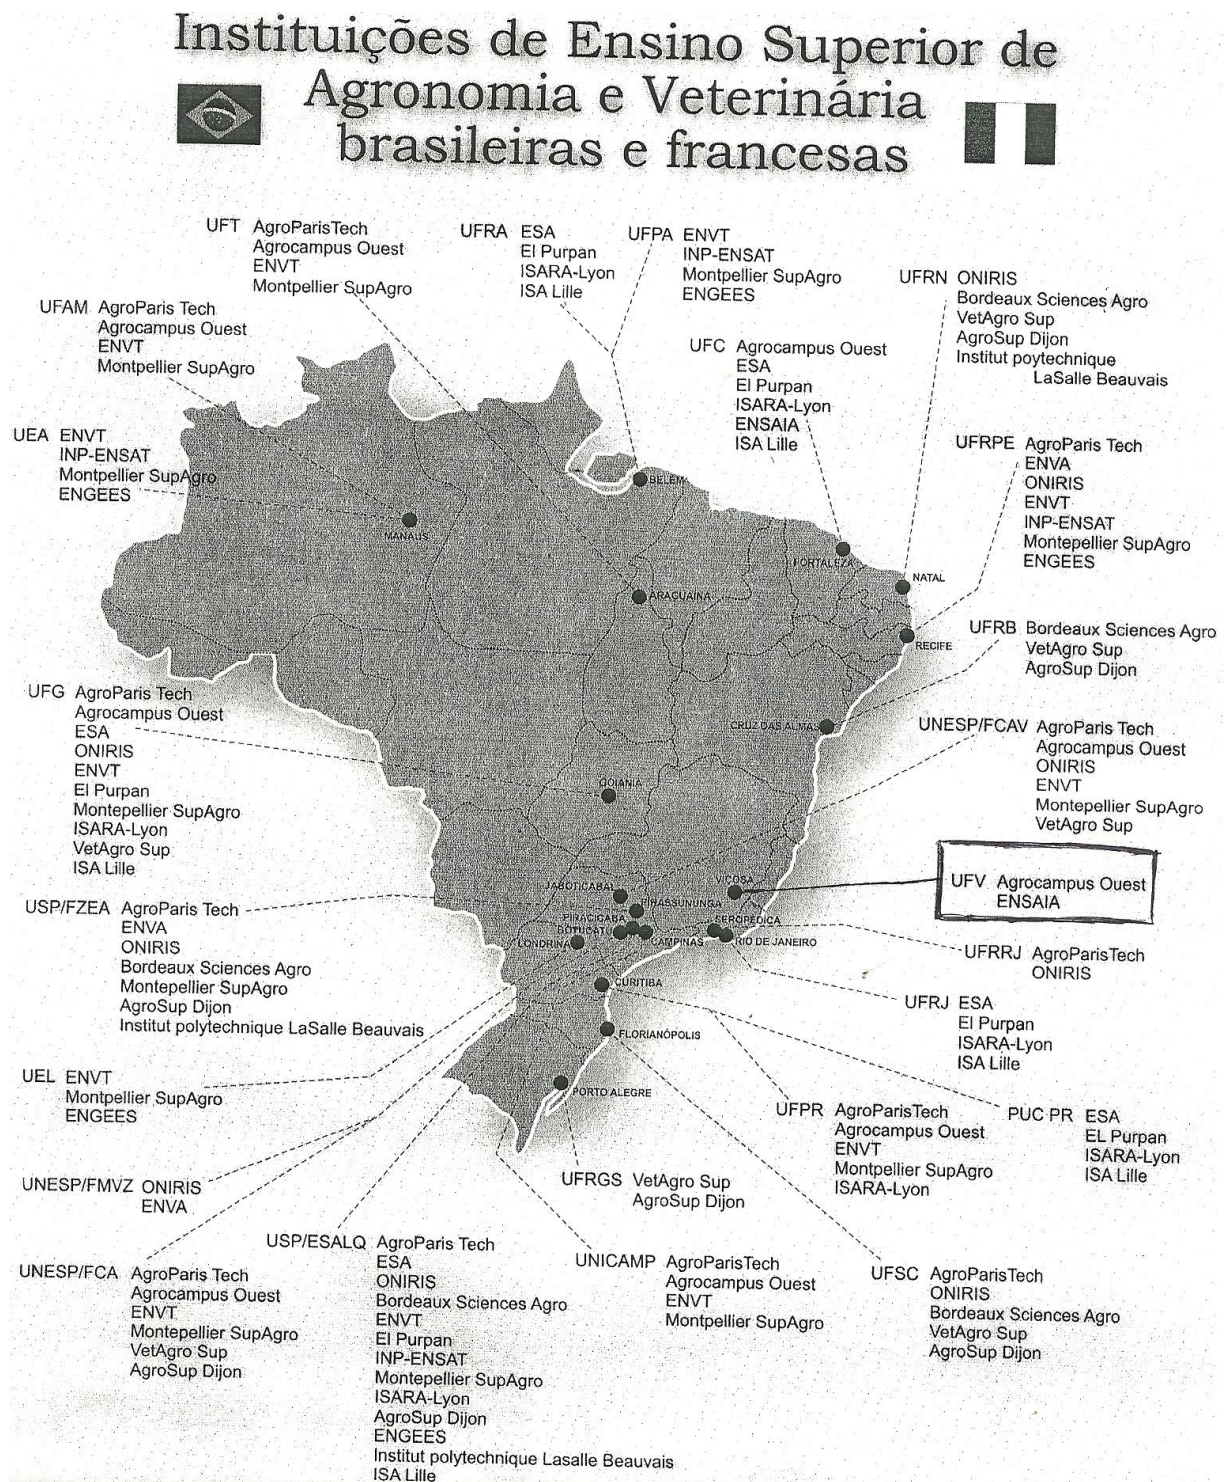 Instituições de Ensino Superior de
Agronomia e Veterinária
brasileiras e francesas
UFT AgroParisTech
Agrocampus Ouest
ENVT
Montpellier SupAgro
UFRA ESA
El Purpan
ISARA-Lyon
ISA Lille
UFPA ENVT
INP-ENSAT
Montpellier SupAgro
ENGEES
UFRN ONIRIS
Bordeaux Sciences Agro
VetAgro Sup
AgroSup Dijon
Institut poytechnique
LaSalle Beauvais
UFAM AgroParis Tech
Agrocampus Ouest
ENVT
Montpellier SupAgro
UFC Agrocampus Ouest
ESA
El Purpan
ISARA-Lyon
ENSAIA
ISA Lille
UEA ENVT
INP-ENSAT
Montpellier SupAgro
ENGEES
UFRPE AgroParis Tech
ENVA
ONIRIS
ENVT
INP-ENSAT
Montepellier SupAgro
ENGEES
BELÉM
MANAUS
FORTALEZA
NATAL
ARAGUAINA
RECIFE
UFRB Bordeaux Sciences Agro
VetAgro Sup
AgroSup Dijon
UFG AgroParis Tech
Agrocampus Ouest
ESA
ONIRIS
ENVT
El Purpan
Montepellier SupAgro
ISARA-Lyon
VetAgro Sup
ISA Lille
CRUZ DAS ALMAS
UNESP/FCAV AgroParis Tech
Agrocampus Ouest
ONIRIS
ENVT
Montepellier SupAgro
VetAgro Sup
GOIANIA
JABOTICABAL
VIÇOSA
UFV Agrocampus Ouest
ENSAIA
PIRASSUNUNGA
PIRACICABA
SEROPÉDICA
BOTUCATU
LONDRINA
CAMPINAS
RIO DE JANEIRO
USP/FZEA AgroParis Tech
ENVA
ONIRIS
Bordeaux Sciences Agro
Montepellier SupAgro
AgroSup Dijon
Institut polytechnique LaSalle Beauvais
UFRRJ AgroParisTech
ONIRIS
CURITIBA
UFRJ ESA
El Purpan
ISARA-Lyon
ISA Lille
FLORIANÓPOLIS
UEL ENVT
Montpellier SupAgro
ENGEES
PORTO ALEGRE
UFPR AgroParisTech
Agrocampus Ouest
ENVT
Montpellier SupAgro
ISARA-Lyon
PUC PR ESA
EL Purpan
ISARA-Lyon
ISA Lille
UNESP/FMVZ ONIRIS
ENVA
UFRGS VetAgro Sup
AgroSup Dijon
UNESP/FCA AgroParis Tech
Agrocampus Ouest
ENVT
Montepellier SupAgro
VetAgro Sup
AgroSup Dijon
USP/ESALQ AgroParis Tech
ESA
ONIRIS
Bordeaux Sciences Agro
ENVT
El Purpan
INP-ENSAT
Montepellier SupAgro
ISARA-Lyon
AgroSup Dijon
ENGEES
Institut polytechnique Lasalle Beauvais
ISA Lille
UNICAMP AgroParisTech
Agrocampus Ouest
ENVT
Montpellier SupAgro
UFSC AgroParisTech
ONIRIS
Bordeaux Sciences Agro
VetAgro Sup
AgroSup Dijon